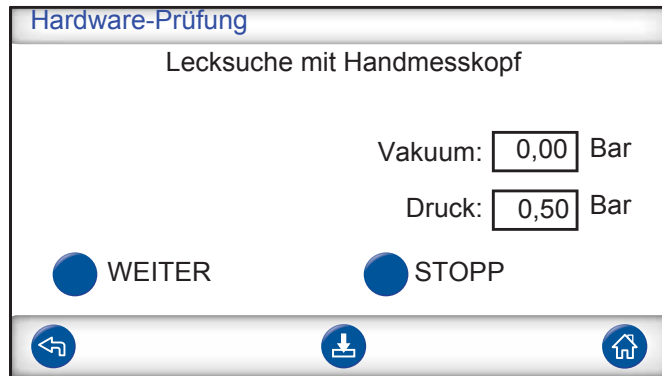 Hardware-Prüfung
Lecksuche mit Handmesskopf
Vakuum: 0,00 Bar
Druck: 0,50 Bar
WEITER STOPP